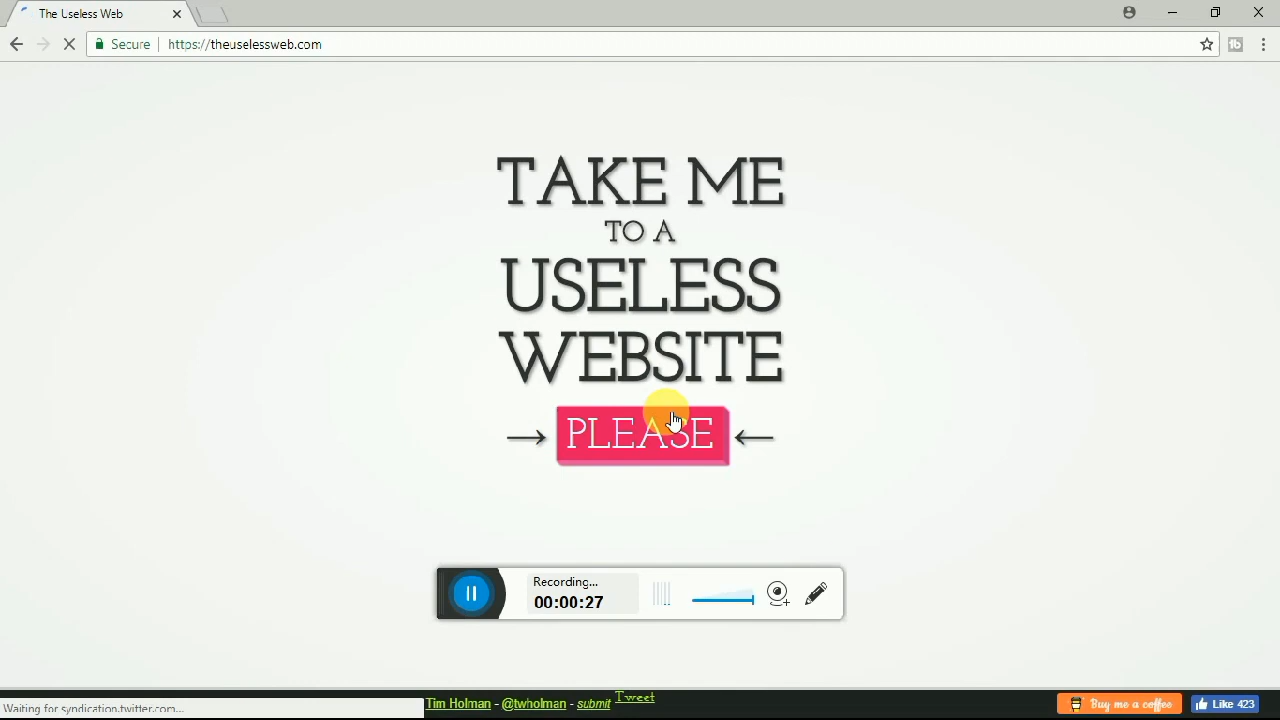 The Useless Web
Secure
https://theuselessweb.com
TAKE ME
TO A
USELESS
WEBSITE
PLEASE
Recording...
00:00:27
Waiting for syndication.twitter.com...
Tim Holman - @twholman - submit Tweet
Buy me a coffee
Like 423